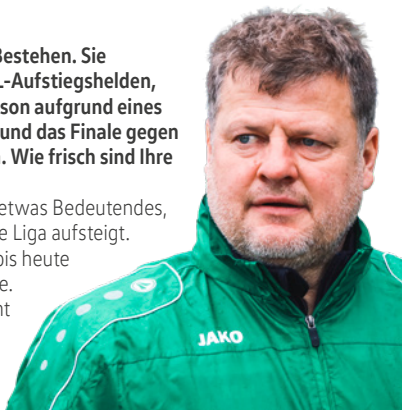 Bestehen. Sie
-Aufstiegshelden,
son aufgrund eines
und das Finale gegen
. Wie frisch sind Ihre
etwas Bedeutendes,
e Liga aufsteigt.
bis heute
e.
nt
JAKO